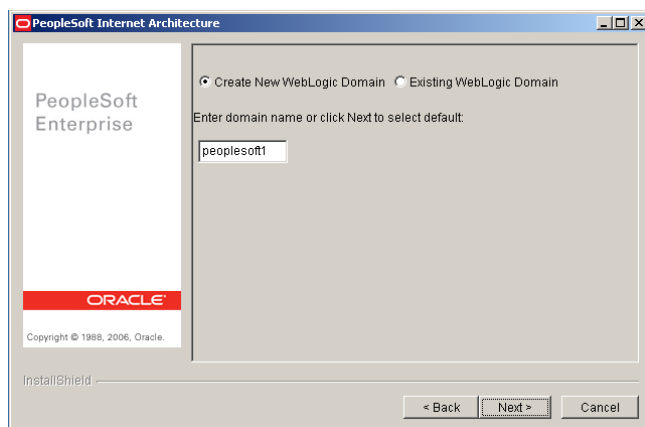 PeopleSoft Internet Architecture
PeopleSoft
Enterprise
Create New WebLogic Domain Existing WebLogic Domain
Enter domain name or click Next to select default:
peoplesoft1
ORACLE
Copyright © 1988, 2006, Oracle.
InstallShield
< Back Next > Cancel